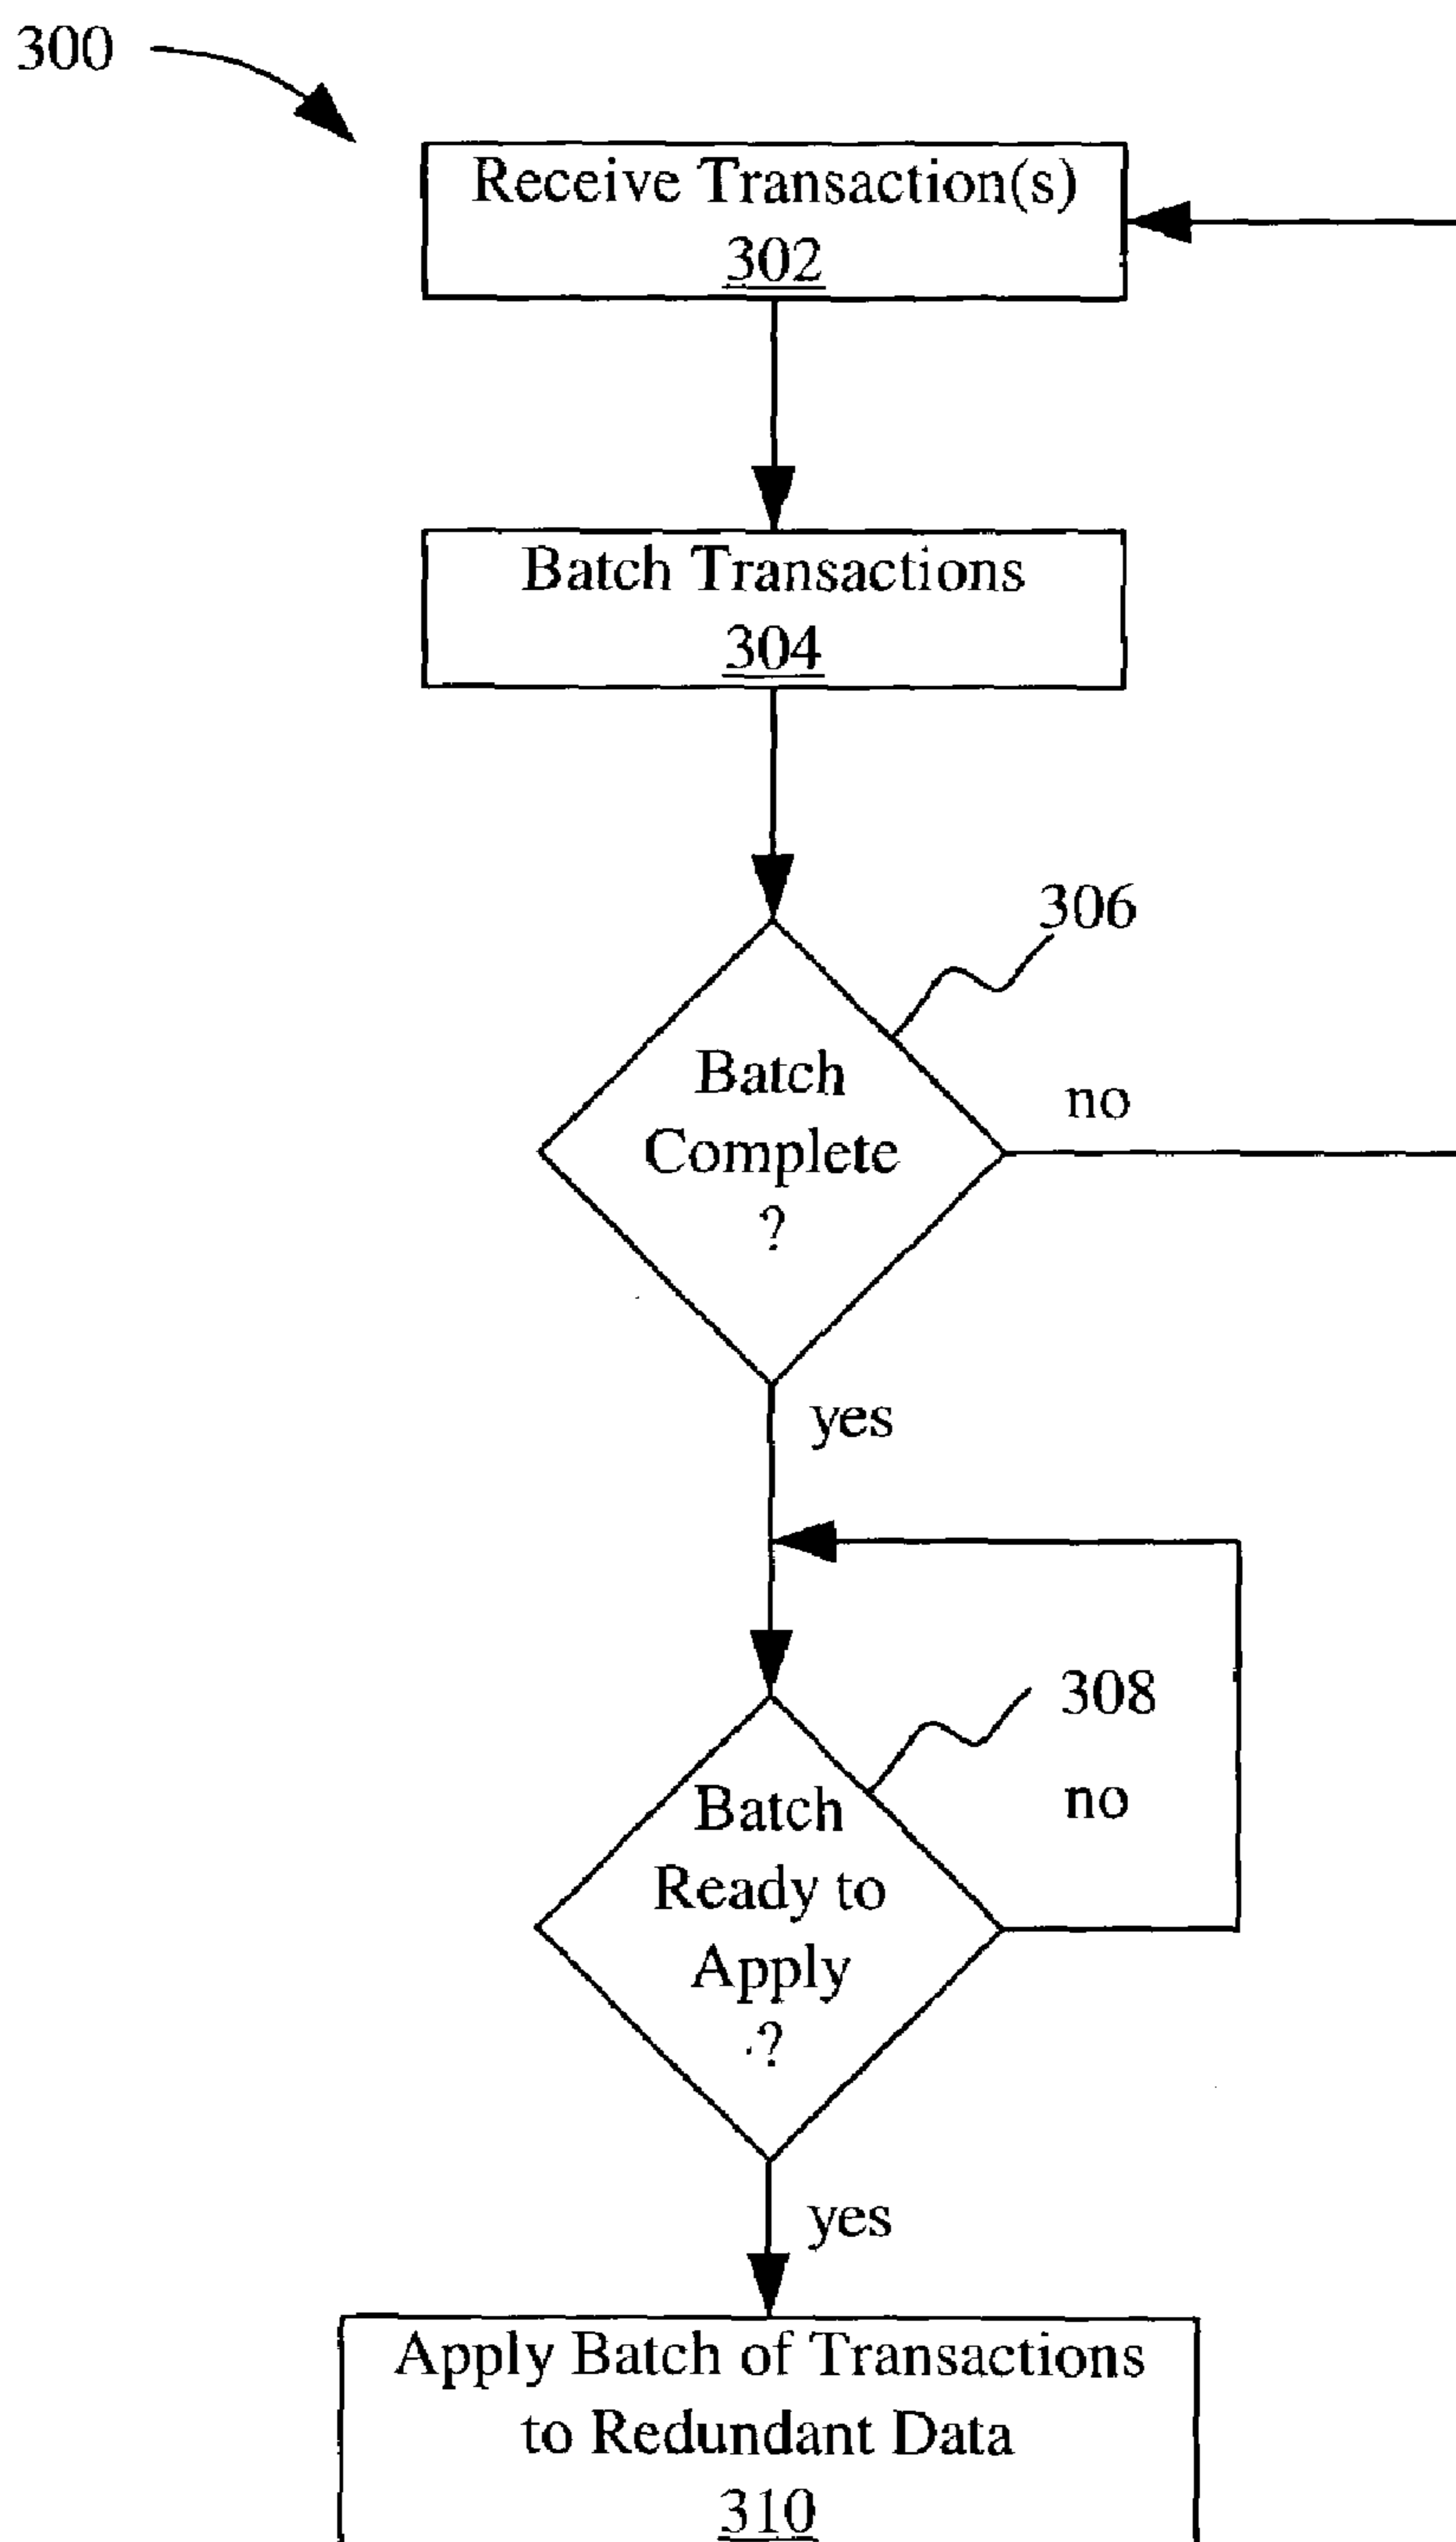 300
Receive Transaction(s)
302
Batch Transactions
304
306
Batch
Complete
?
no
yes
308
no
Batch
Ready to
Apply
?
yes
Apply Batch of Transactions
to Redundant Data
310